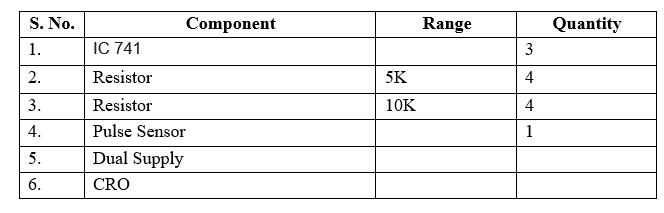 S. No. Component Range Quantity
1. IC 741 3
2. Resistor 5K 4
3. Resistor 10K 4
4. Pulse Sensor 1
5. Dual Supply
6. CRO